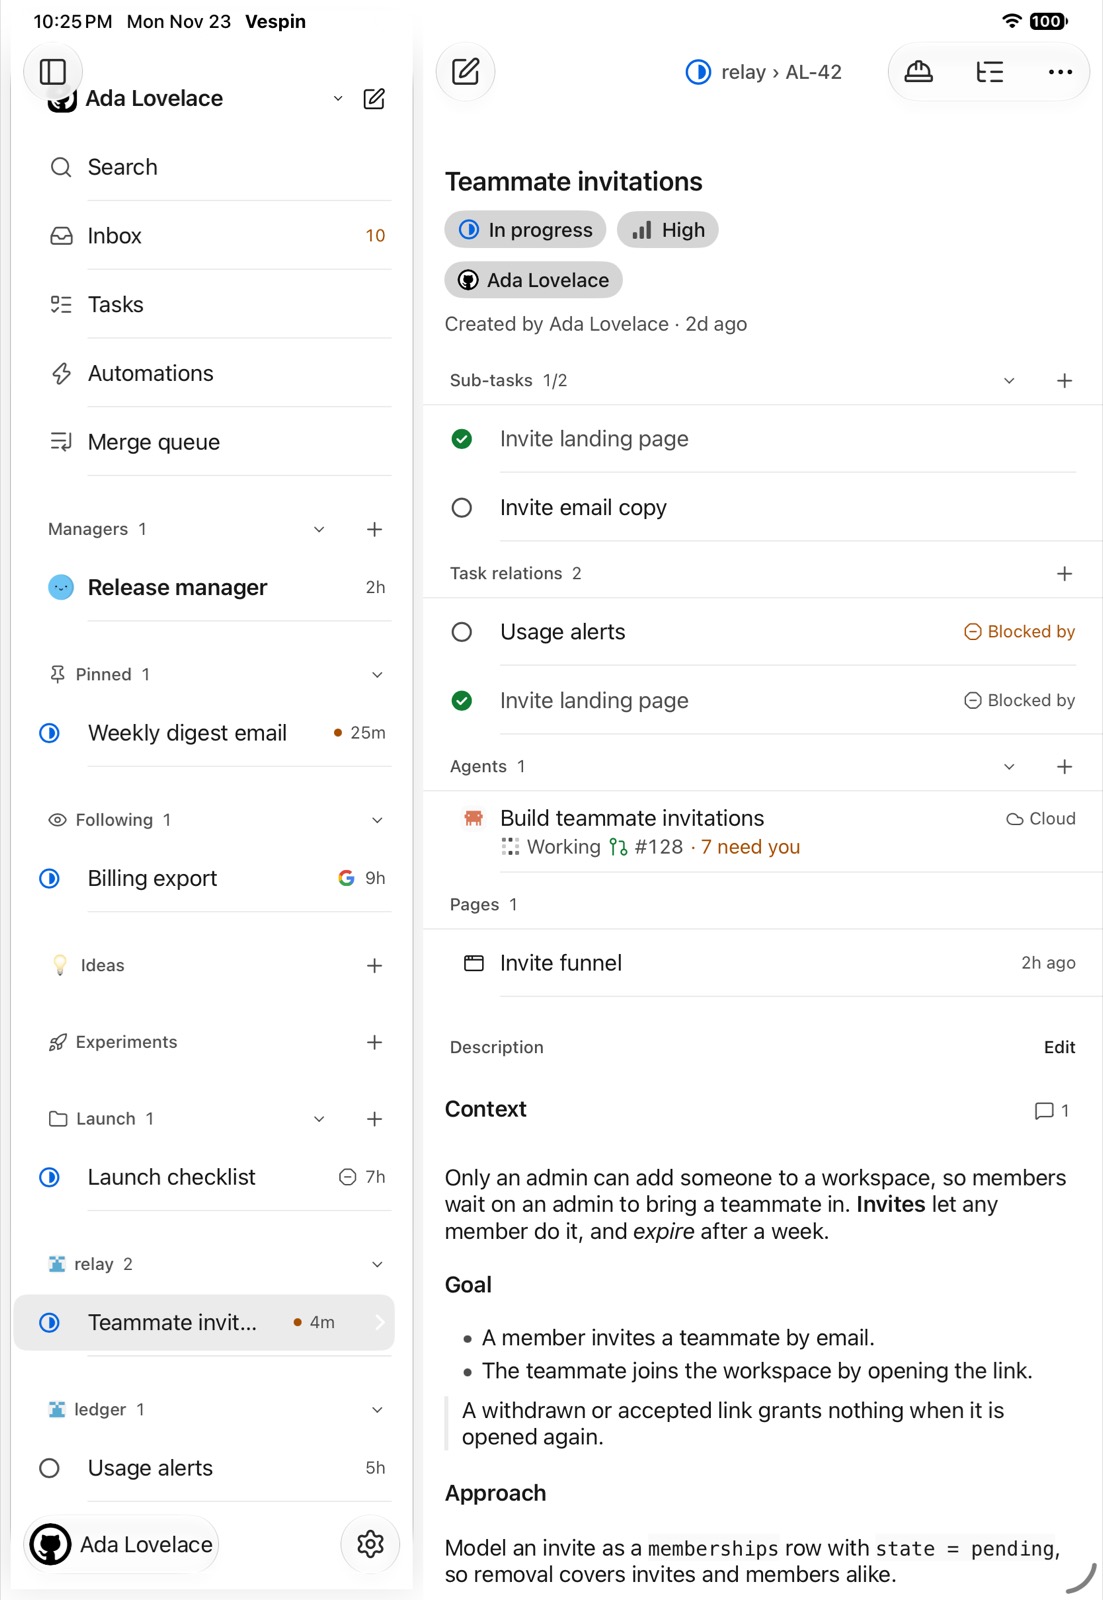 10:25 PM Mon Nov 23 Vespin
100
Ada Lovelace
Search
Inbox 10
Tasks
Automations
Merge queue
Managers 1
Release manager 2h
Pinned 1
Weekly digest email 25m
Following 1
Billing export 9h
Ideas
Experiments
Launch 1
Launch checklist 7h
relay 2
Teammate invit... 4m
ledger 1
Usage alerts 5h
Ada Lovelace
relay › AL-42
Teammate invitations
In progress High
Ada Lovelace
Created by Ada Lovelace · 2d ago
Sub-tasks 1/2
Invite landing page
Invite email copy
Task relations 2
Usage alerts Blocked by
Invite landing page Blocked by
Agents 1
Build teammate invitations Cloud
Working #128 · 7 need you
Pages 1
Invite funnel 2h ago
Description Edit
Context 1
Only an admin can add someone to a workspace, so members
wait on an admin to bring a teammate in. Invites let any
member do it, and expire after a week.
Goal
• A member invites a teammate by email.
• The teammate joins the workspace by opening the link.
A withdrawn or accepted link grants nothing when it is
opened again.
Approach
Model an invite as a memberships row with state = pending,
so removal covers invites and members alike.